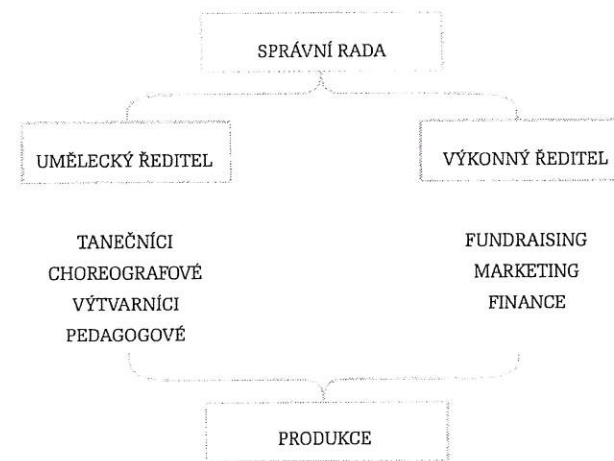 SPRÁVNÍ RADA
UMĚLECKÝ ŘEDITEL
VÝKONNÝ ŘEDITEL
TANEČNÍCI
CHOREOGRAFOVÉ
VÝTVARNÍCI
PEDAGOGOVÉ
FUNDRAISING
MARKETING
FINANCE
PRODUKCE